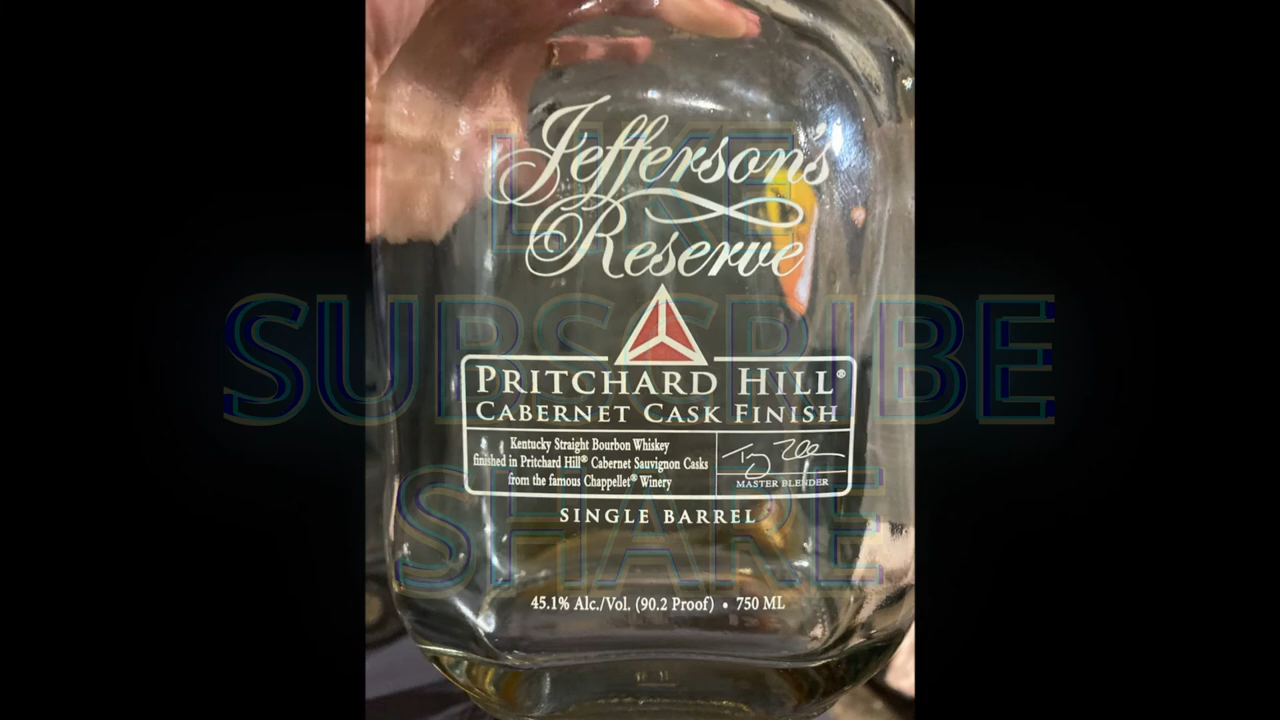 Jefferson's
Reserve
PRITCHARD HILL®
CABERNET CASK FINISH
Kentucky Straight Bourbon Whiskey
finished in Pritchard Hill® Cabernet Sauvignon Casks
from the famous Chappellet® Winery
MASTER BLENDER
SINGLE BARREL
45.1% Alc./Vol. (90.2 Proof) • 750 ML
LIKE
SUBSCRIBE
SHARE